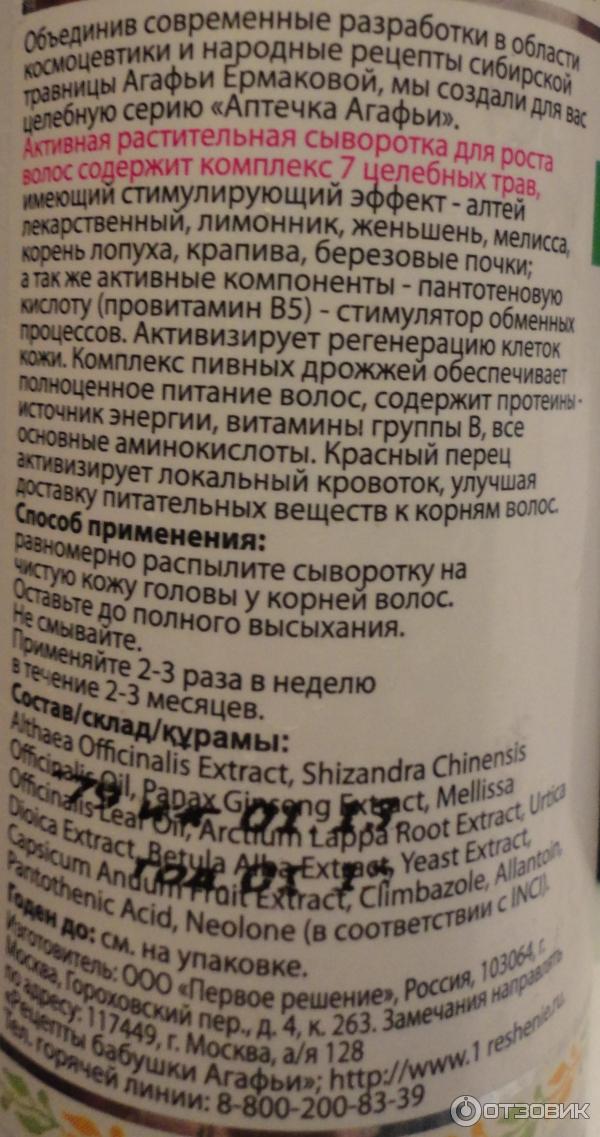 Объединив современные разработки в области
космоцевтики и народные рецепты сибирской
травницы Агафьи Ермаковой, мы создали для вас
целебную серию «Аптечка Агафьи».
Активная растительная сыворотка для роста
волос содержит комплекс 7 целебных трав,
имеющий стимулирующий эффект - алтей
лекарственный, лимонник, женьшень, мелисса,
корень лопуха, крапива, березовые почки;
а так же активные компоненты - пантотеновую
кислоту (провитамин В5) - стимулятор обменных
процессов. Активизирует регенерацию клеток
кожи. Комплекс пивных дрожжей обеспечивает
полноценное питание волос, содержит протеины-
источник энергии, витамины группы В, все
основные аминокислоты. Красный перец
активизирует локальный кровоток, улучшая
доставку питательных веществ к корням волос.
Способ применения:
равномерно распылите сыворотку на
чистую кожу головы у корней волос.
Оставьте до полного высыхания.
Не смывайте.
Применяйте 2-3 раза в неделю
в течение 2-3 месяцев.
Состав/склад/құрамы:
Althaea Officinalis Extract, Shizandra Chinensis
Officinalis Oil, Panax Ginseng Extract, Mellissa
Officinalis Leaf Oil, Arctium Lappa Root Extract, Urtica
Dioica Extract, Betula Alba Extract, Yeast Extract,
Capsicum Andum Fruit Extract, Climbazole, Allantoin,
Pantothenic Acid, Neolone (в соответствии с INCI).
Годен до: см. на упаковке.
Изготовитель: ООО «Первое решение», Россия, 103064, г.
Москва, Гороховский пер., д. 4, к. 263. Замечания направлять
по адресу: 117449, г. Москва, а/я 128
«Рецепты бабушки Агафьи»; http://www.1 reshenie.ru.
Тел. горячей линии: 8-800-200-83-39
ОТЗОВИК